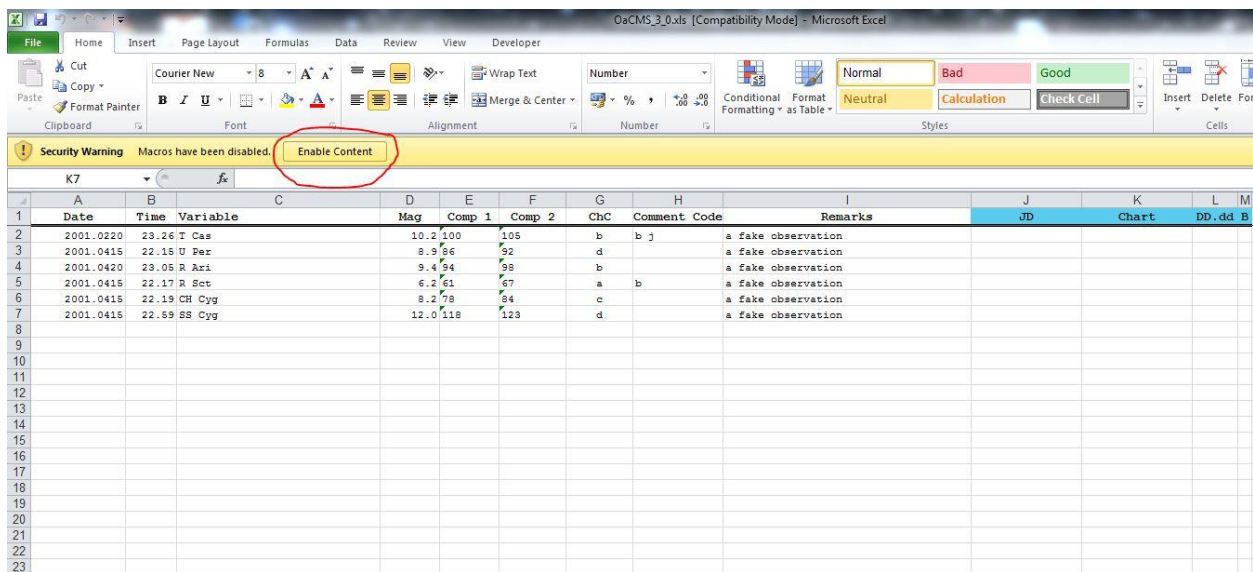 OaCMS_3_0.xls [Compatibility Mode] - Microsoft Excel
File Home Insert Page Layout Formulas Data Review View Developer
Cut
Copy
Format Painter
Paste
Clipboard
Courier New 8 A A
B I U A
Font
Wrap Text
Merge & Center
Alignment
Number
% , .00 .0
Number
Conditional Formatting
Format as Table
Normal Bad Good
Neutral Calculation Check Cell
Styles
Insert Delete For
Cells
Security Warning Macros have been disabled. Enable Content
K7 fx
A B C D E F G H I J K L M
1 Date Time Variable Mag Comp 1 Comp 2 ChC Comment Code Remarks JD Chart DD.dd B
2 2001.0220 23.26 T Cas 10.2 100 105 b b j a fake observation
3 2001.0415 22.15 U Per 8.9 86 92 d a fake observation
4 2001.0420 23.05 R Ari 9.4 94 98 b a fake observation
5 2001.0415 22.17 R Sct 6.2 61 67 a b a fake observation
6 2001.0415 22.19 CH Cyg 8.2 78 84 c a fake observation
7 2001.0415 22.59 SS Cyg 12.0 118 123 d a fake observation
8
9
10
11
12
13
14
15
16
17
18
19
20
21
22
23